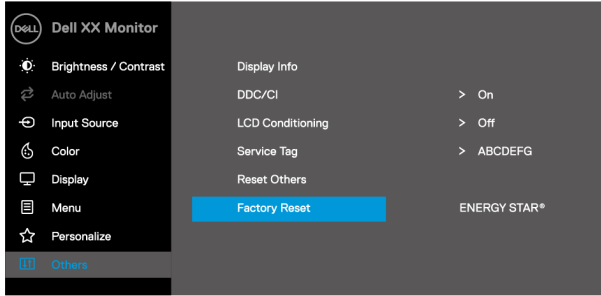 DELL Dell XX Monitor
Brightness / Contrast
Display Info
Auto Adjust
DDC/CI > On
Input Source
LCD Conditioning > Off
Color
Service Tag > ABCDEFG
Display
Reset Others
Menu
Factory Reset ENERGY STAR®
Personalize
Others